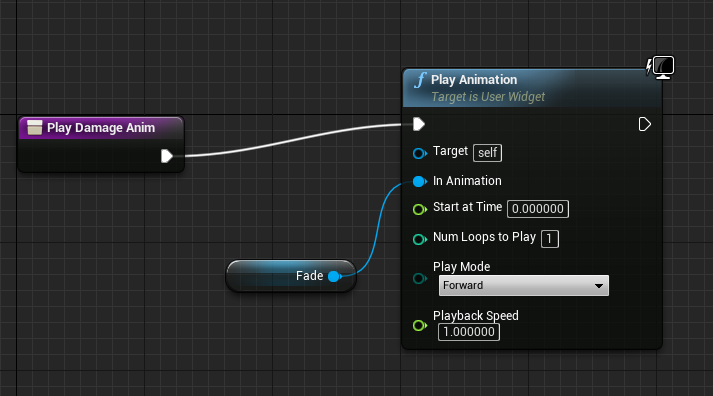 Play Damage Anim
Play Animation
Target is User Widget
Target self
In Animation
Start at Time 0.000000
Num Loops to Play 1
Fade
Play Mode
Forward
Playback Speed
1.000000